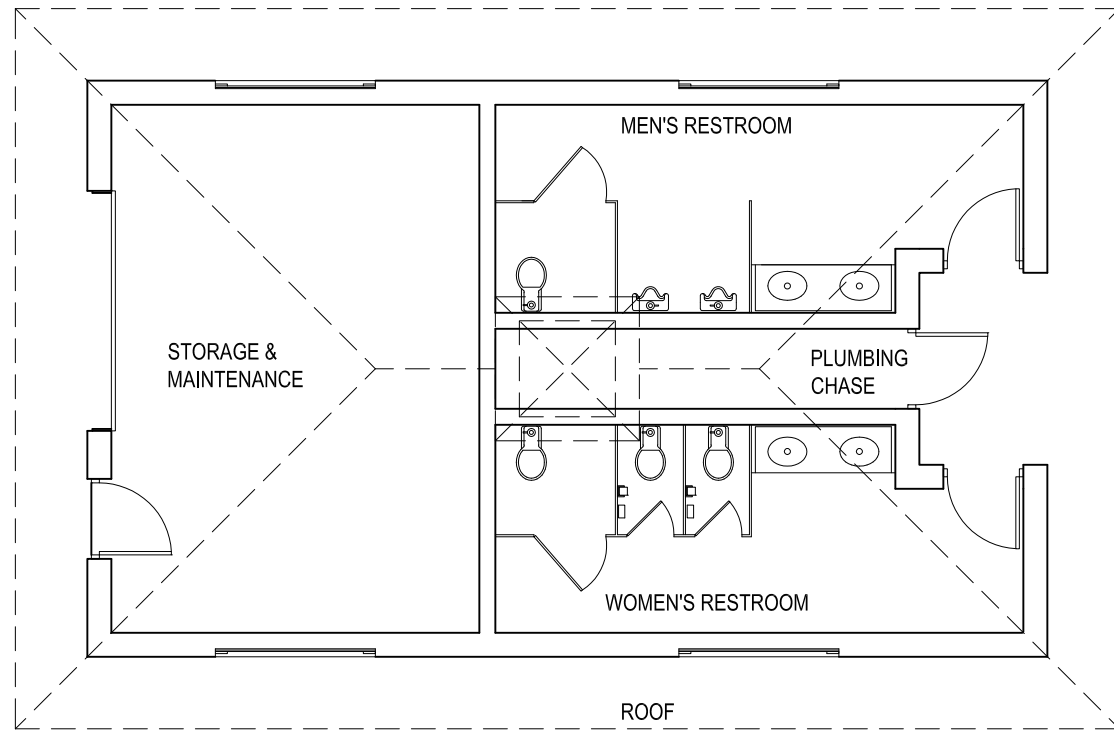 MEN'S RESTROOM
STORAGE &
MAINTENANCE
PLUMBING
CHASE
WOMEN'S RESTROOM
ROOF